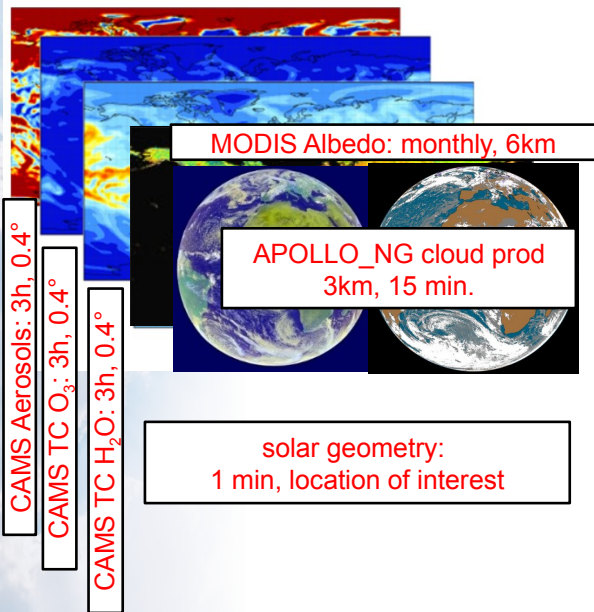 MODIS Albedo: monthly, 6km
APOLLO_NG cloud prod
3km, 15 min.
CAMS Aerosols: 3h, 0.4°
CAMS TC O₃: 3h, 0.4°
CAMS TC H₂O: 3h, 0.4°
solar geometry:
1 min, location of interest